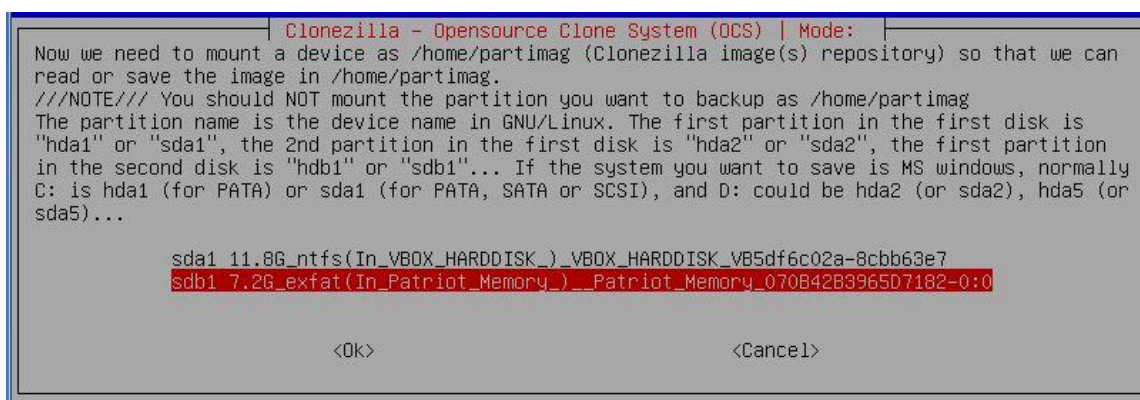 Clonezilla - Opensource Clone System (OCS) | Mode:
Now we need to mount a device as /home/partimag (Clonezilla image(s) repository) so that we can
read or save the image in /home/partimag.
///NOTE/// You should NOT mount the partition you want to backup as /home/partimag
The partition name is the device name in GNU/Linux. The first partition in the first disk is
"hda1" or "sda1", the 2nd partition in the first disk is "hda2" or "sda2", the first partition
in the second disk is "hdb1" or "sdb1"... If the system you want to save is MS windows, normally
C: is hda1 (for PATA) or sda1 (for PATA, SATA or SCSI), and D: could be hda2 (or sda2), hda5 (or
sda5)...
sda1 11.8G_ntfs(In_VBOX_HARDDISK_)_VBOX_HARDDISK_VB5df6c02a-8cbb63e7
sdb1 7.2G_exfat(In_Patriot_Memory_)__Patriot_Memory_070B42B3965D7182-0:0
<Ok> <Cancel>